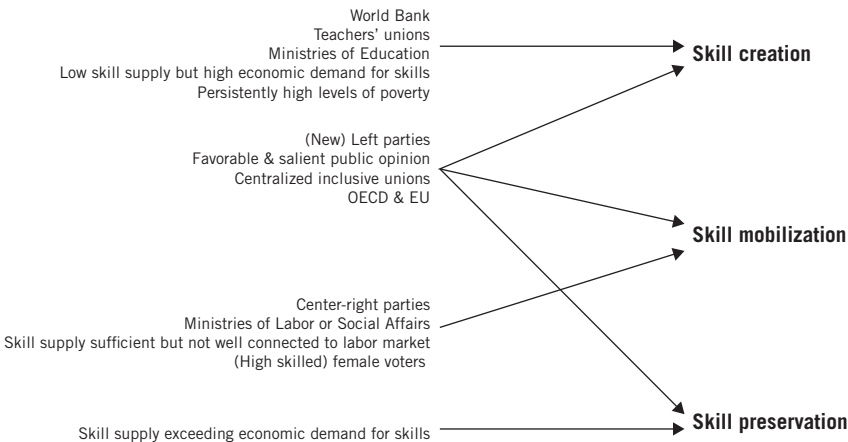 World Bank
Teachers' unions
Ministries of Education
Low skill supply but high economic demand for skills
Persistently high levels of poverty
Skill creation
(New) Left parties
Favorable & salient public opinion
Centralized inclusive unions
OECD & EU
Skill mobilization
Center-right parties
Ministries of Labor or Social Affairs
Skill supply sufficient but not well connected to labor market
(High skilled) female voters
Skill preservation
Skill supply exceeding economic demand for skills